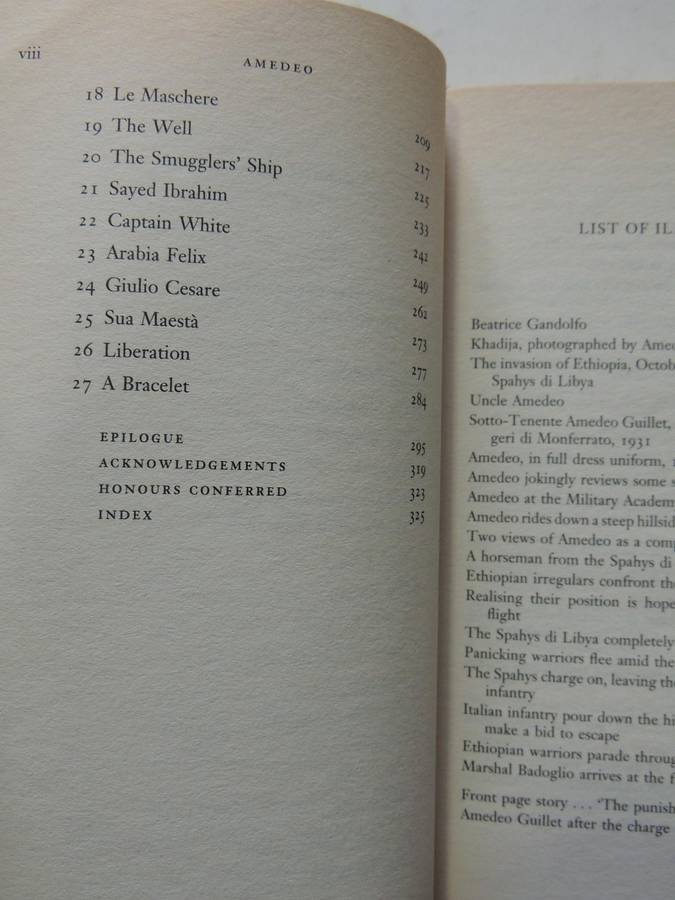 viii AMEDEO
18 Le Maschere 209
19 The Well 217
20 The Smugglers' Ship 225
21 Sayed Ibrahim 233
22 Captain White 241
23 Arabia Felix 249
24 Giulio Cesare 262
25 Sua Maestà 273
26 Liberation 277
27 A Bracelet 284
EPILOGUE 295
ACKNOWLEDGEMENTS 319
HONOURS CONFERRED 323
INDEX 325
LIST OF IL
Beatrice Gandolfo
Khadija, photographed by Amed
The invasion of Ethiopia, Octob
Spahys di Libya
Uncle Amedeo
Sotto-Tenente Amedeo Guillet,
geri di Monferrato, 1931
Amedeo, in full dress uniform, 1
Amedeo jokingly reviews some s
Amedeo at the Military Academ
Amedeo rides down a steep hillsid
Two views of Amedeo as a comp
A horseman from the Spahys di
Ethiopian irregulars confront the
Realising their position is hope
flight
The Spahys di Libya completely
Panicking warriors flee amid the
The Spahys charge on, leaving the
infantry
Italian infantry pour down the hi
make a bid to escape
Ethiopian warriors parade throug
Marshal Badoglio arrives at the f
Front page story . . . 'The punish
Amedeo Guillet after the charge